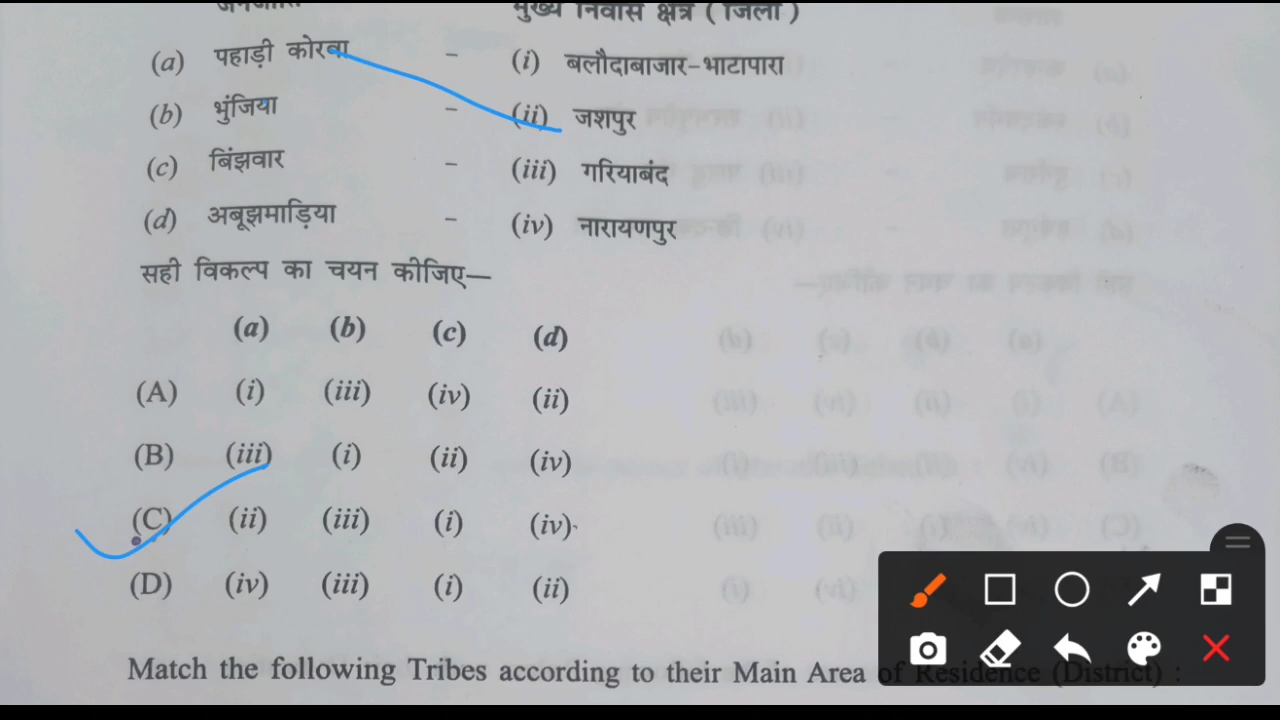 जनजाति मुख्य निवास क्षेत्र ( जिला )
(a) पहाड़ी कोरवा – (i) बलौदाबाजार-भाटापारा
(b) भुंजिया – (ii) जशपुर
(c) बिंझवार – (iii) गरियाबंद
(d) अबूझमाड़िया – (iv) नारायणपुर
सही विकल्प का चयन कीजिए—
(a) (b) (c) (d)
(A) (i) (iii) (iv) (ii)
(B) (iii) (i) (ii) (iv)
(C) (ii) (iii) (i) (iv)
(D) (iv) (iii) (i) (ii)
Match the following Tribes according to their Main Area of Residence (District) :